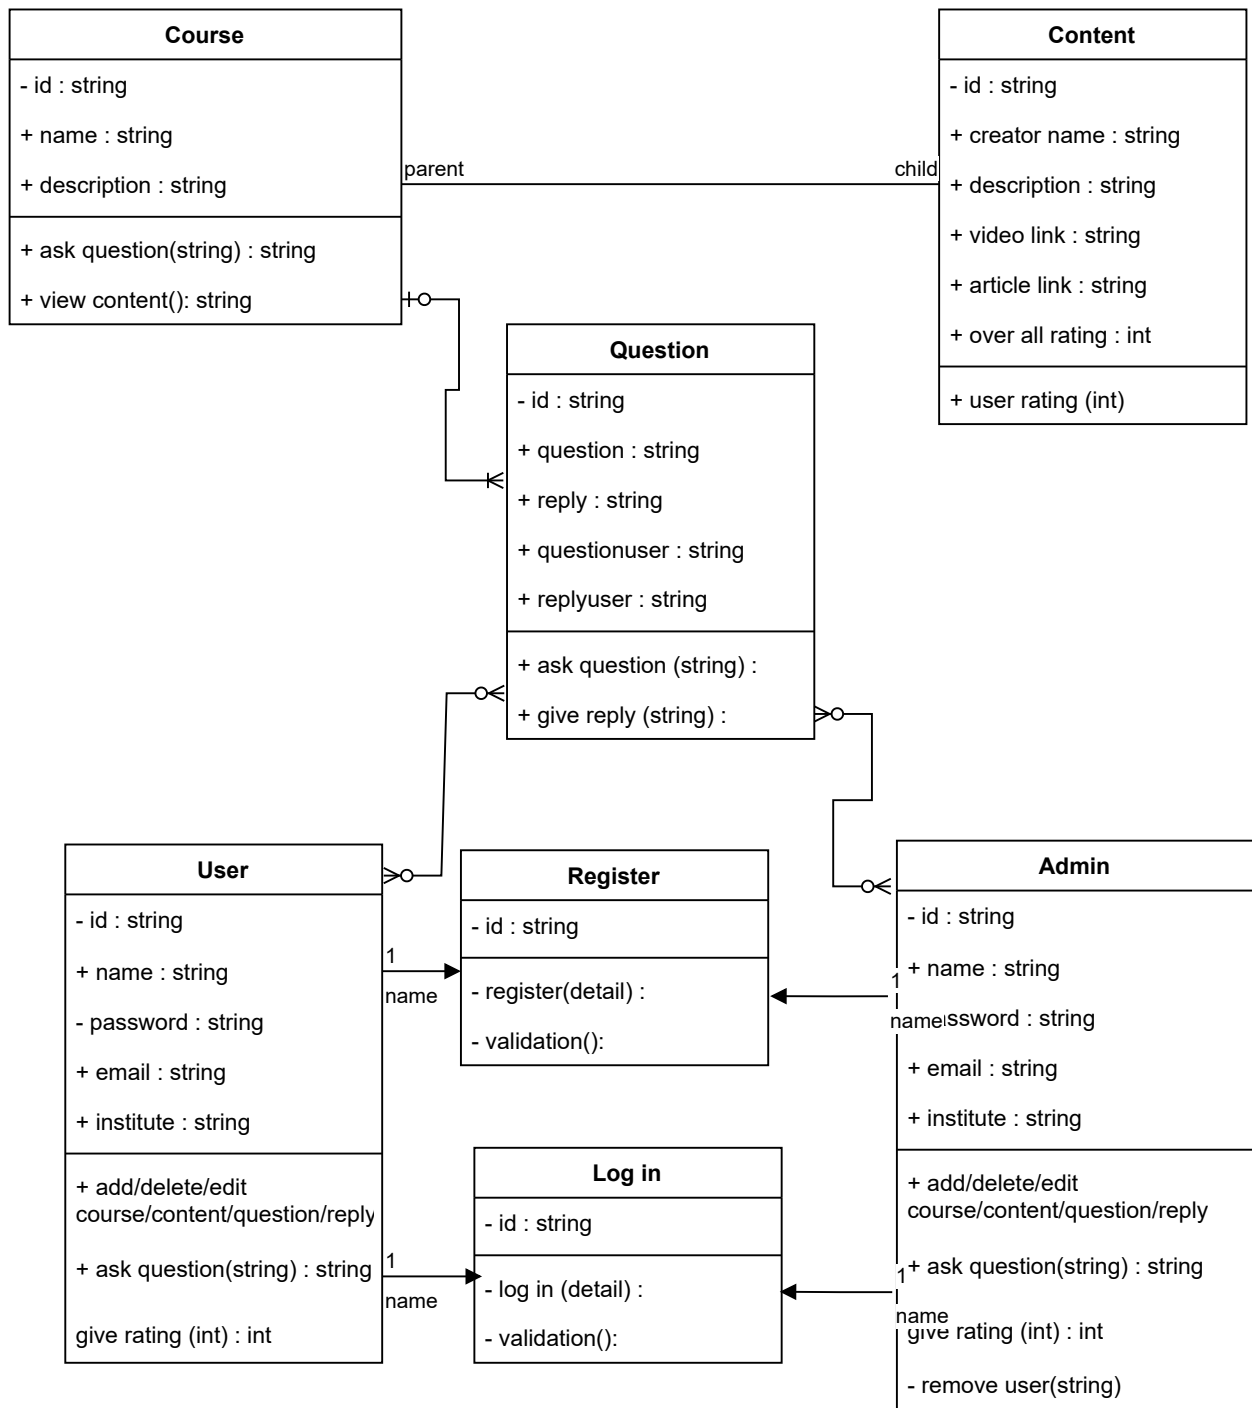 Course
- id : string
+ name : string
+ description : string
+ ask question(string) : string
+ view content(): string
parent
child
Content
- id : string
+ creator name : string
+ description : string
+ video link : string
+ article link : string
+ over all rating : int
+ user rating (int)
Question
- id : string
+ question : string
+ reply : string
+ questionuser : string
+ replyuser : string
+ ask question (string) :
+ give reply (string) :
User
- id : string
+ name : string
- password : string
+ email : string
+ institute : string
+ add/delete/edit
course/content/question/reply
+ ask question(string) : string
give rating (int) : int
1
name
1
name
Register
- id : string
- register(detail) :
- validation():
Log in
- id : string
- log in (detail) :
- validation():
1
name
1
name
Admin
- id : string
+ name : string
ssword : string
+ email : string
+ institute : string
+ add/delete/edit
course/content/question/reply
+ ask question(string) : string
give rating (int) : int
- remove user(string)